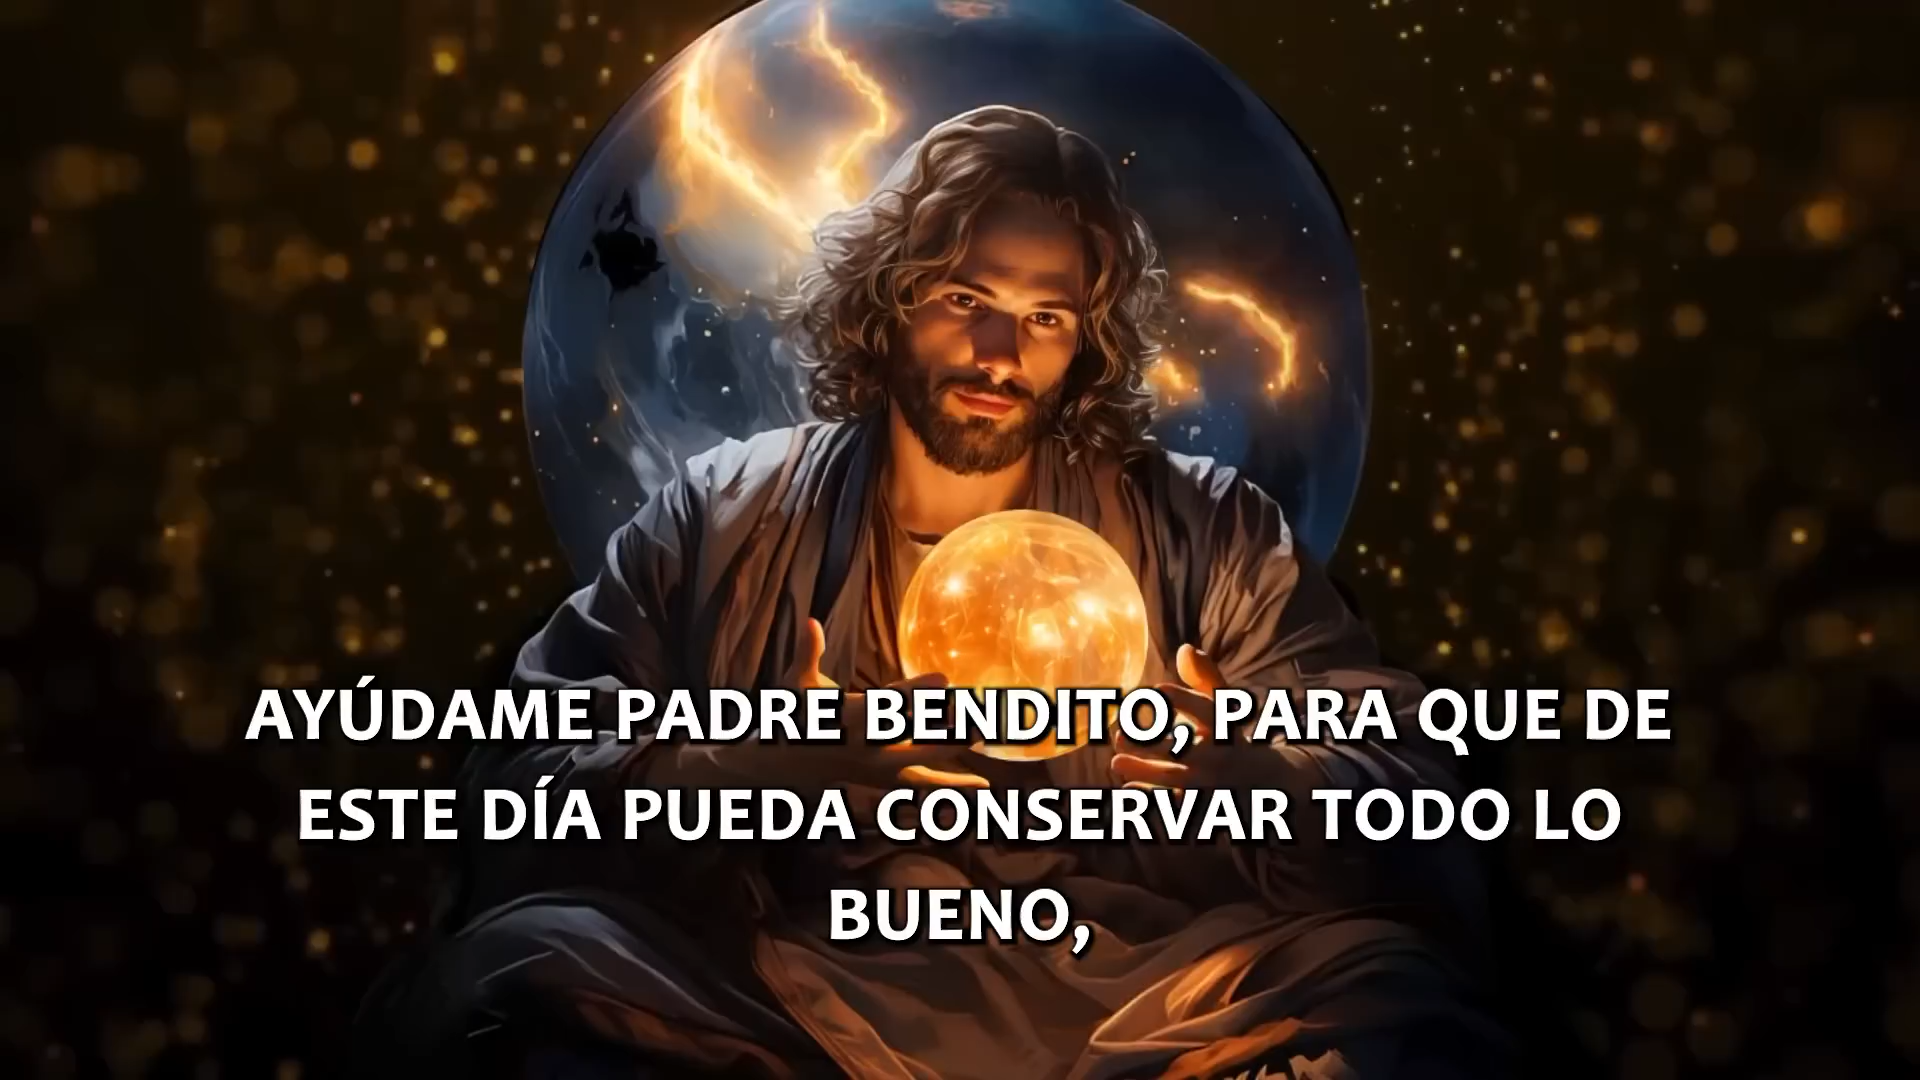 AYÚDAME PADRE BENDITO, PARA QUE DE
ESTE DÍA PUEDA CONSERVAR TODO LO
BUENO,